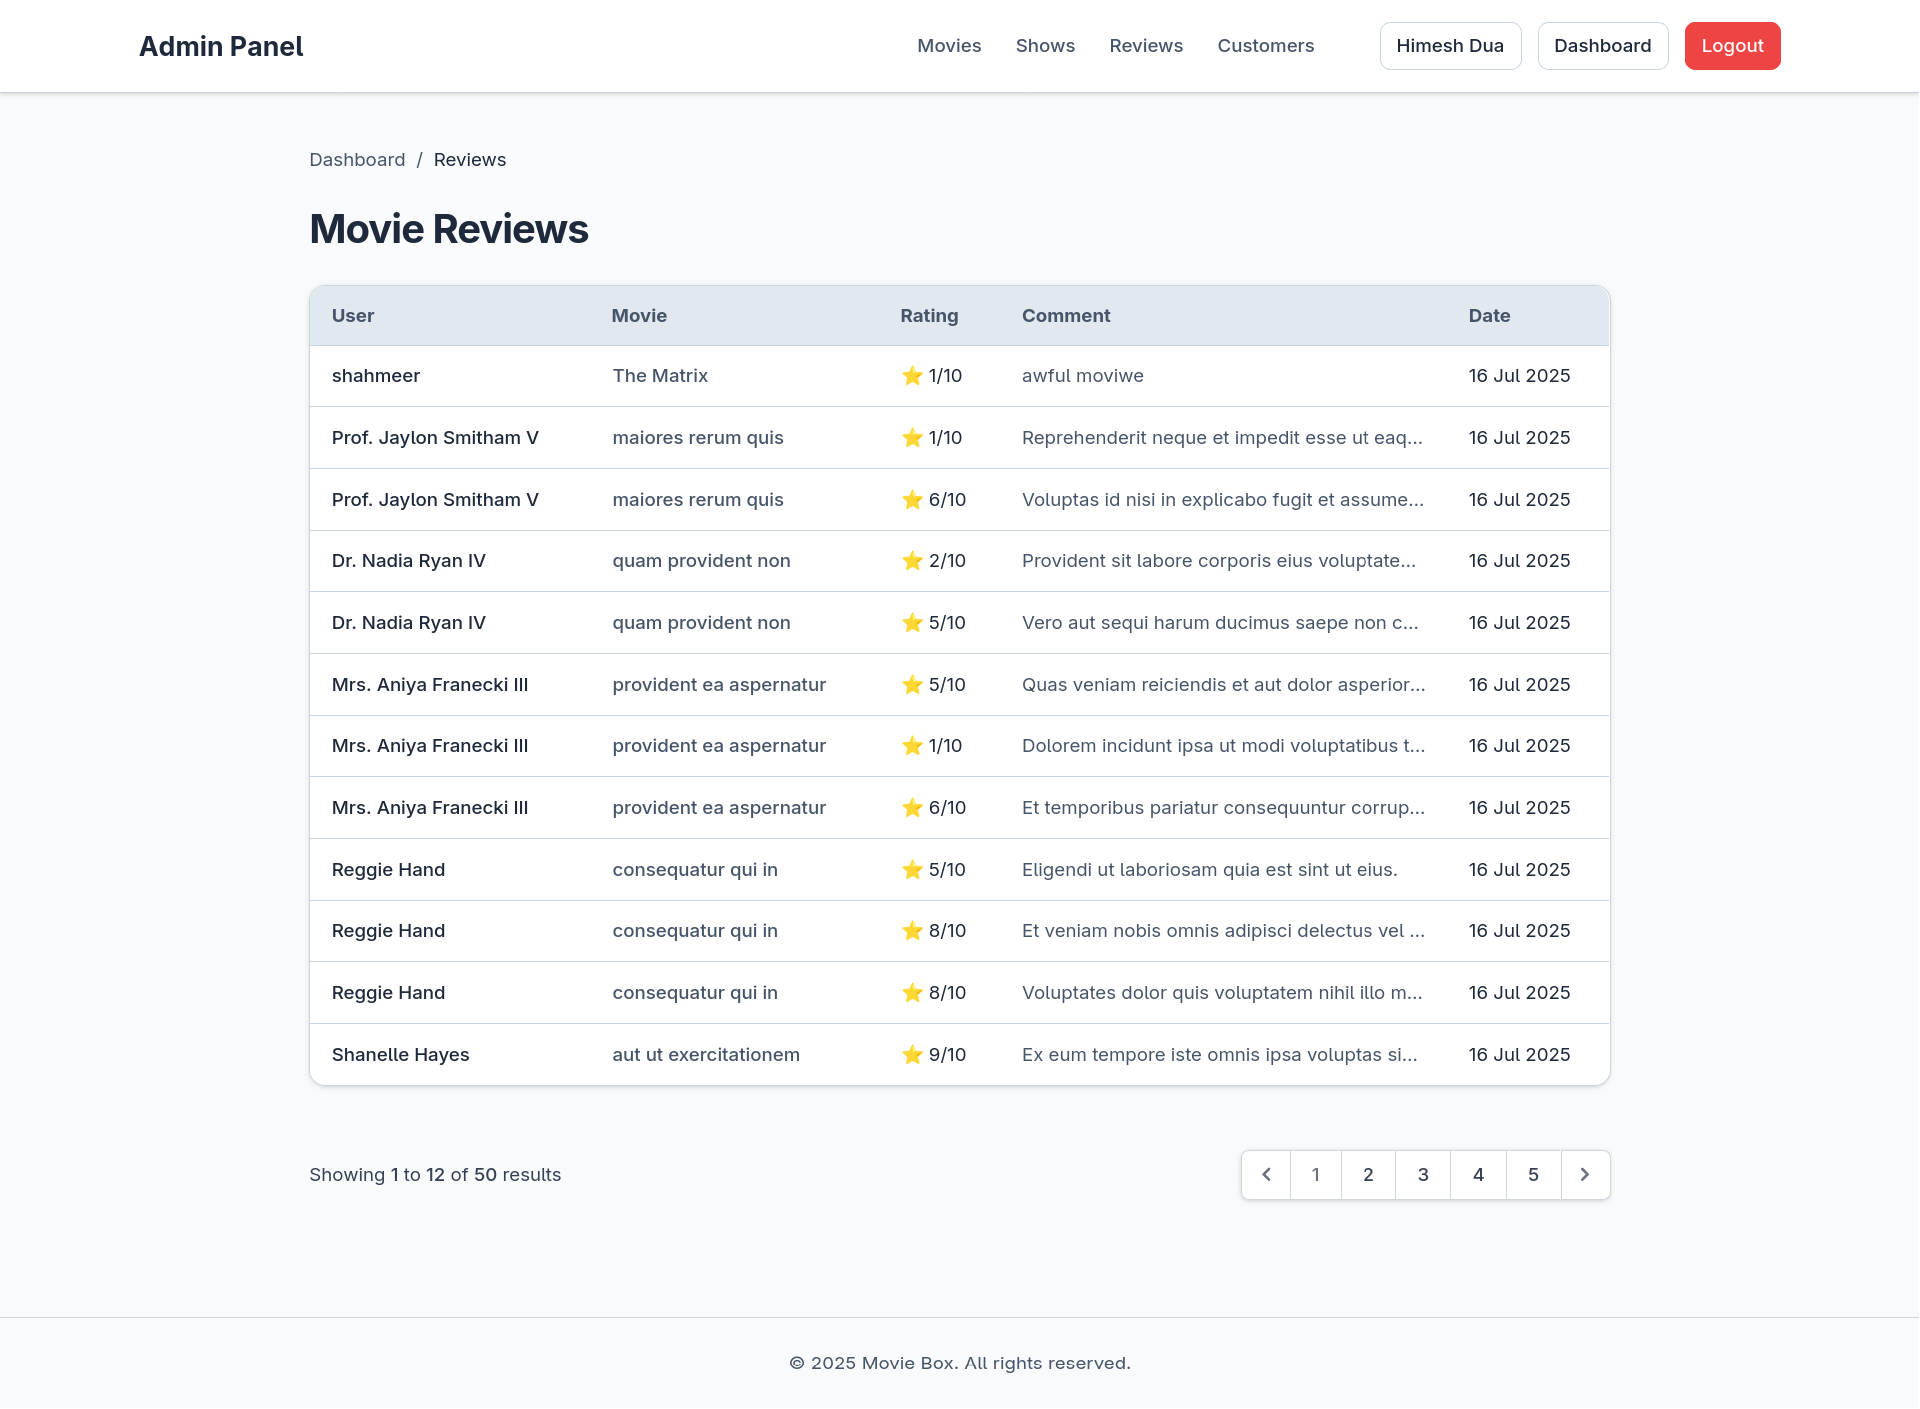 Admin Panel Movies Shows Reviews Customers Himesh Dua Dashboard Logout
Dashboard / Reviews
Movie Reviews
User Movie Rating Comment Date
shahmeer The Matrix ⭐ 1/10 awful moviwe 16 Jul 2025
Prof. Jaylon Smitham V maiores rerum quis ⭐ 1/10 Reprehenderit neque et impedit esse ut eaq... 16 Jul 2025
Prof. Jaylon Smitham V maiores rerum quis ⭐ 6/10 Voluptas id nisi in explicabo fugit et assume... 16 Jul 2025
Dr. Nadia Ryan IV quam provident non ⭐ 2/10 Provident sit labore corporis eius voluptate... 16 Jul 2025
Dr. Nadia Ryan IV quam provident non ⭐ 5/10 Vero aut sequi harum ducimus saepe non c... 16 Jul 2025
Mrs. Aniya Franecki III provident ea aspernatur ⭐ 5/10 Quas veniam reiciendis et aut dolor asperior... 16 Jul 2025
Mrs. Aniya Franecki III provident ea aspernatur ⭐ 1/10 Dolorem incidunt ipsa ut modi voluptatibus t... 16 Jul 2025
Mrs. Aniya Franecki III provident ea aspernatur ⭐ 6/10 Et temporibus pariatur consequuntur corrup... 16 Jul 2025
Reggie Hand consequatur qui in ⭐ 5/10 Eligendi ut laboriosam quia est sint ut eius. 16 Jul 2025
Reggie Hand consequatur qui in ⭐ 8/10 Et veniam nobis omnis adipisci delectus vel ... 16 Jul 2025
Reggie Hand consequatur qui in ⭐ 8/10 Voluptates dolor quis voluptatem nihil illo m... 16 Jul 2025
Shanelle Hayes aut ut exercitationem ⭐ 9/10 Ex eum tempore iste omnis ipsa voluptas si... 16 Jul 2025
Showing 1 to 12 of 50 results 1 2 3 4 5
© 2025 Movie Box. All rights reserved.